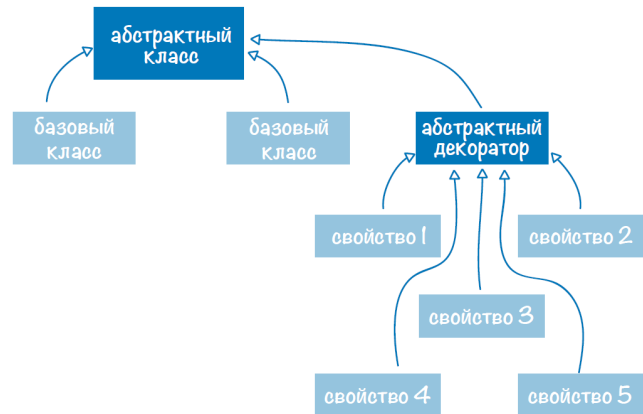 абстрактный
класс
базовый
класс
базовый
класс
абстрактный
декоратор
свойство 1
свойство 2
свойство 3
свойство 4
свойство 5